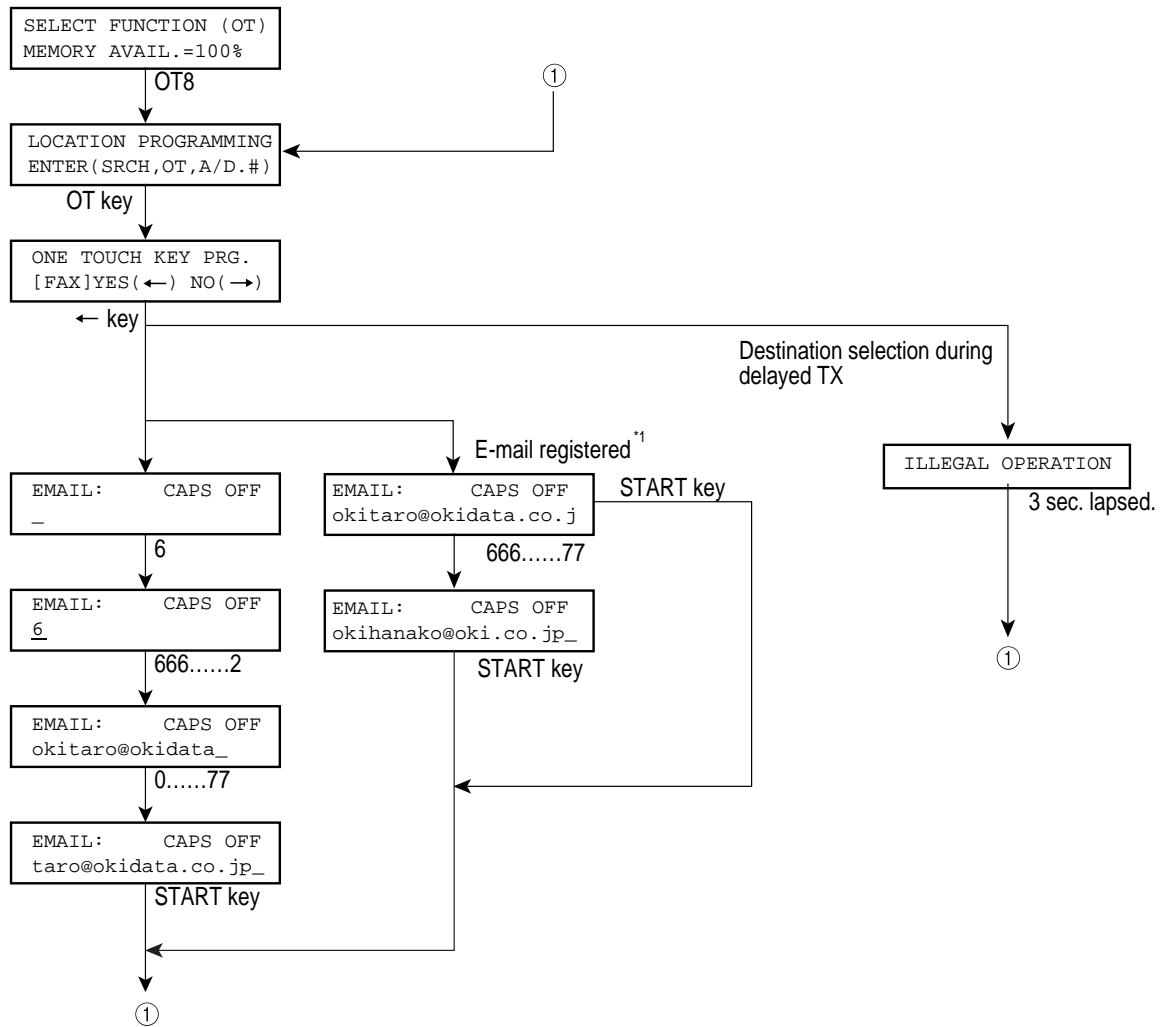 SELECT FUNCTION (OT)
MEMORY AVAIL.=100%
OT8
①
LOCATION PROGRAMMING
ENTER(SRCH,OT,A/D.#)
OT key
ONE TOUCH KEY PRG.
[FAX]YES(←) NO(→)
← key
Destination selection during
delayed TX
E-mail registered*1
ILLEGAL OPERATION
3 sec. lapsed.
①
EMAIL: CAPS OFF
_
6
EMAIL: CAPS OFF
6
666......2
EMAIL: CAPS OFF
okitaro@okidata_
0......77
EMAIL: CAPS OFF
taro@okidata.co.jp_
START key
EMAIL: CAPS OFF
okitaro@okidata.co.j
START key
666......77
EMAIL: CAPS OFF
okihanako@oki.co.jp_
START key
①